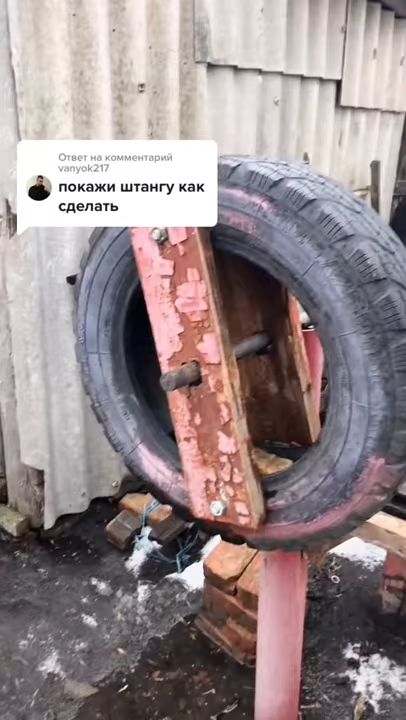 Ответ на комментарий
vanyok217
покажи штангу как
сделать